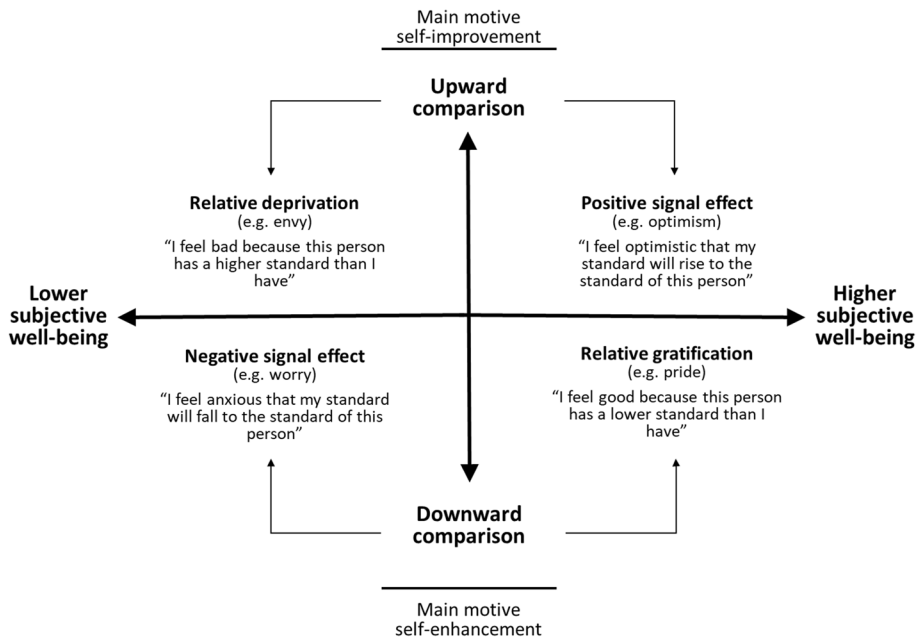 Main motive
self-improvement
Upward
comparison
Relative deprivation
(e.g. envy)
“I feel bad because this person
has a higher standard than I
have”
Positive signal effect
(e.g. optimism)
“I feel optimistic that my
standard will rise to the
standard of this person”
Lower
subjective
well-being
Higher
subjective
well-being
Negative signal effect
(e.g. worry)
“I feel anxious that my standard
will fall to the standard of this
person”
Relative gratification
(e.g. pride)
“I feel good because this person
has a lower standard than I
have”
Downward
comparison
Main motive
self-enhancement